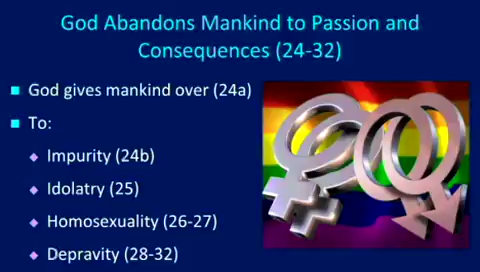 God Abandons Mankind to Passion and
Consequences (24-32)
God gives mankind over (24a)
To:
Impurity (24b)
Idolatry (25)
Homosexuality (26-27)
Depravity (28-32)